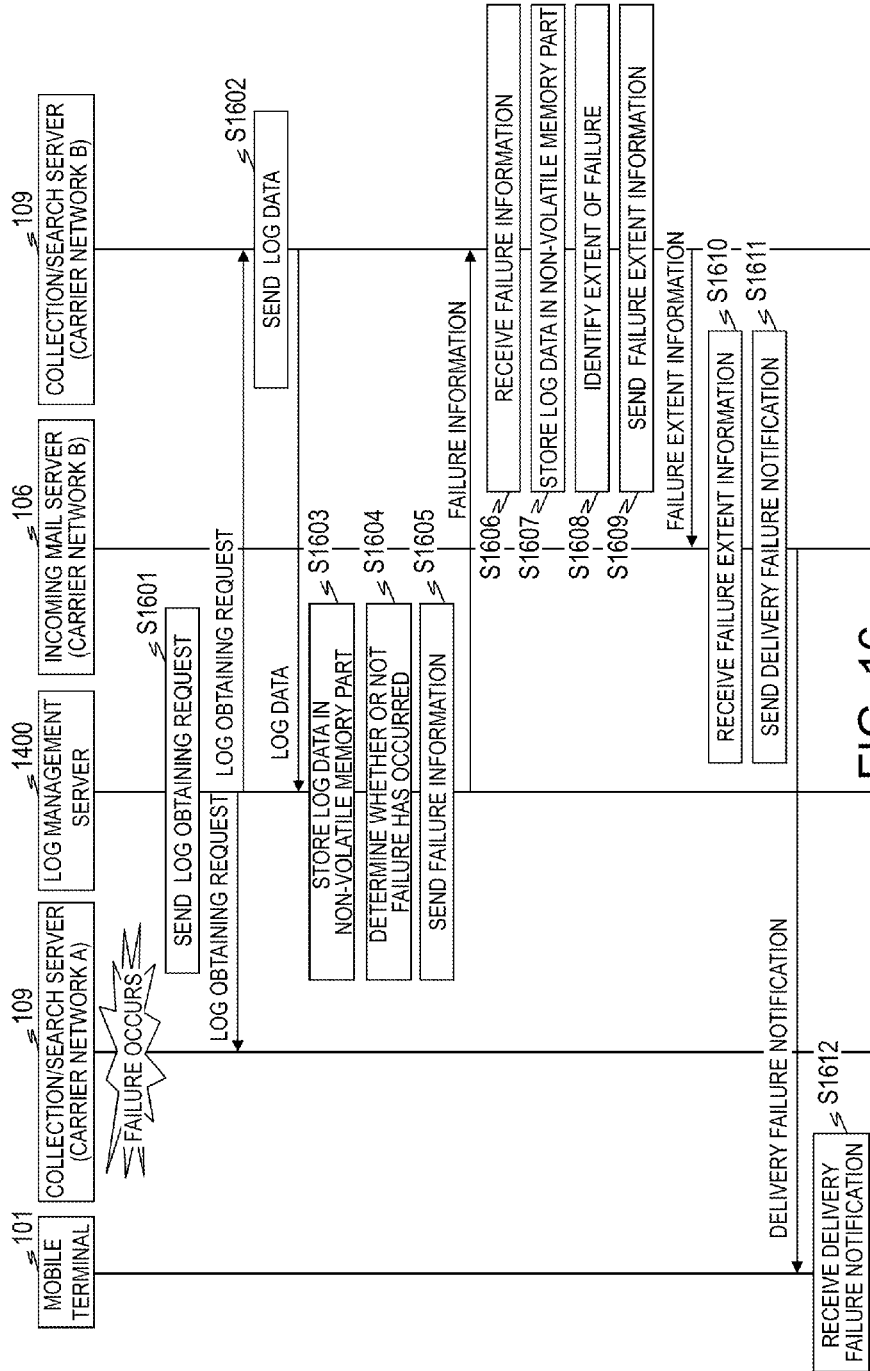 101
MOBILE
TERMINAL
109
COLLECTION/SEARCH SERVER
(CARRIER NETWORK A)
1400
LOG MANAGEMENT
SERVER
106
INCOMING MAIL SERVER
(CARRIER NETWORK B)
109
COLLECTION/SEARCH SERVER
(CARRIER NETWORK B)
FAILURE OCCURS
S1601
SEND LOG OBTAINING REQUEST
LOG OBTAINING REQUEST
LOG OBTAINING REQUEST
S1602
SEND LOG DATA
LOG DATA
S1603
STORE LOG DATA IN
NON-VOLATILE MEMORY PART
S1604
DETERMINE WHETHER OR NOT
FAILURE HAS OCCURRED
S1605
SEND FAILURE INFORMATION
FAILURE INFORMATION
S1606
RECEIVE FAILURE INFORMATION
S1607
STORE LOG DATA IN NON-VOLATILE MEMORY PART
S1608
IDENTIFY EXTENT OF FAILURE
S1609
SEND FAILURE EXTENT INFORMATION
FAILURE EXTENT INFORMATION
S1610
RECEIVE FAILURE EXTENT INFORMATION
S1611
SEND DELIVERY FAILURE NOTIFICATION
DELIVERY FAILURE NOTIFICATION
S1612
RECEIVE DELIVERY
FAILURE NOTIFICATION